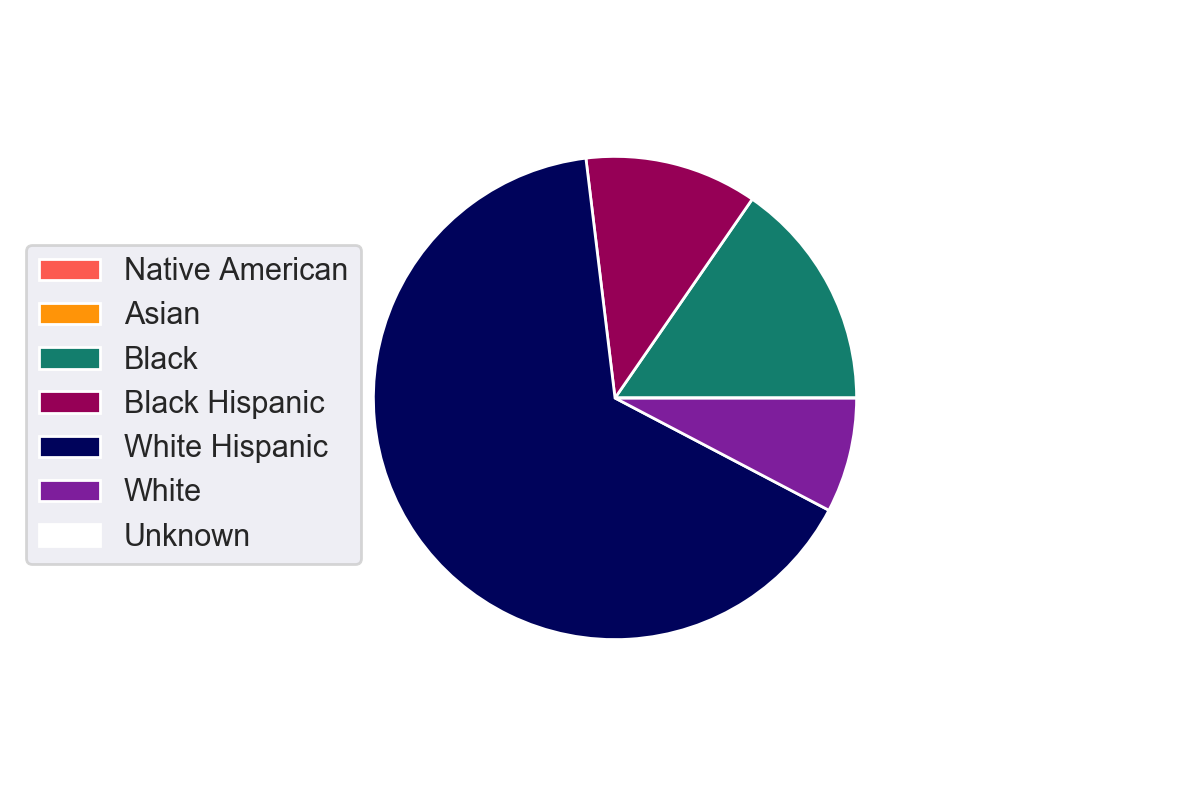 Native American
Asian
Black
Black Hispanic
White Hispanic
White
Unknown